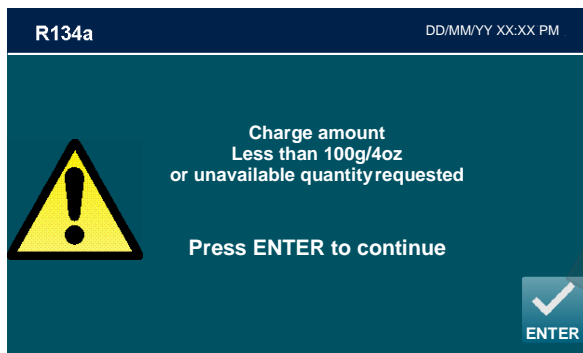 R134a
DD/MM/YY XX:XX PM
Charge amount
Less than 100g/4oz
or unavailable quantity requested
Press ENTER to continue
ENTER